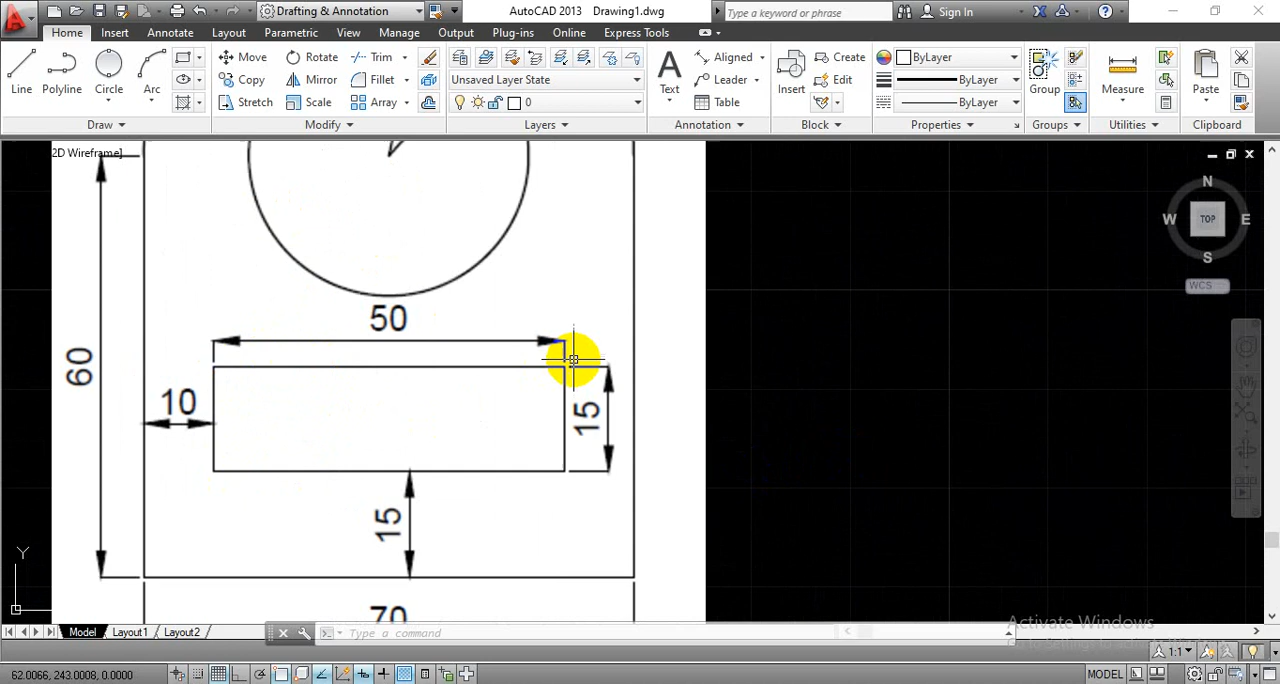 Drafting & Annotation
AutoCAD 2013 Drawing1.dwg
Type a keyword or phrase
Sign In
Home Insert Annotate Layout Parametric View Manage Output Plug-ins Online Express Tools
Line Polyline Circle Arc
Draw
Move Rotate Trim
Copy Mirror Fillet
Stretch Scale Array
Modify
Unsaved Layer State
0
Layers
Text
Aligned
Leader
Table
Annotation
Insert
Create
Edit
Block
ByLayer
ByLayer
ByLayer
Properties
Group
Groups
Measure
Utilities
Paste
Clipboard
2D Wireframe]
N
W TOP E
S
WCS
50
60
10
15
15
70
Y
Activate Windows
Model Layout1 Layout2
Type a command
62.0066, 243.0008, 0.0000
MODEL
1:1